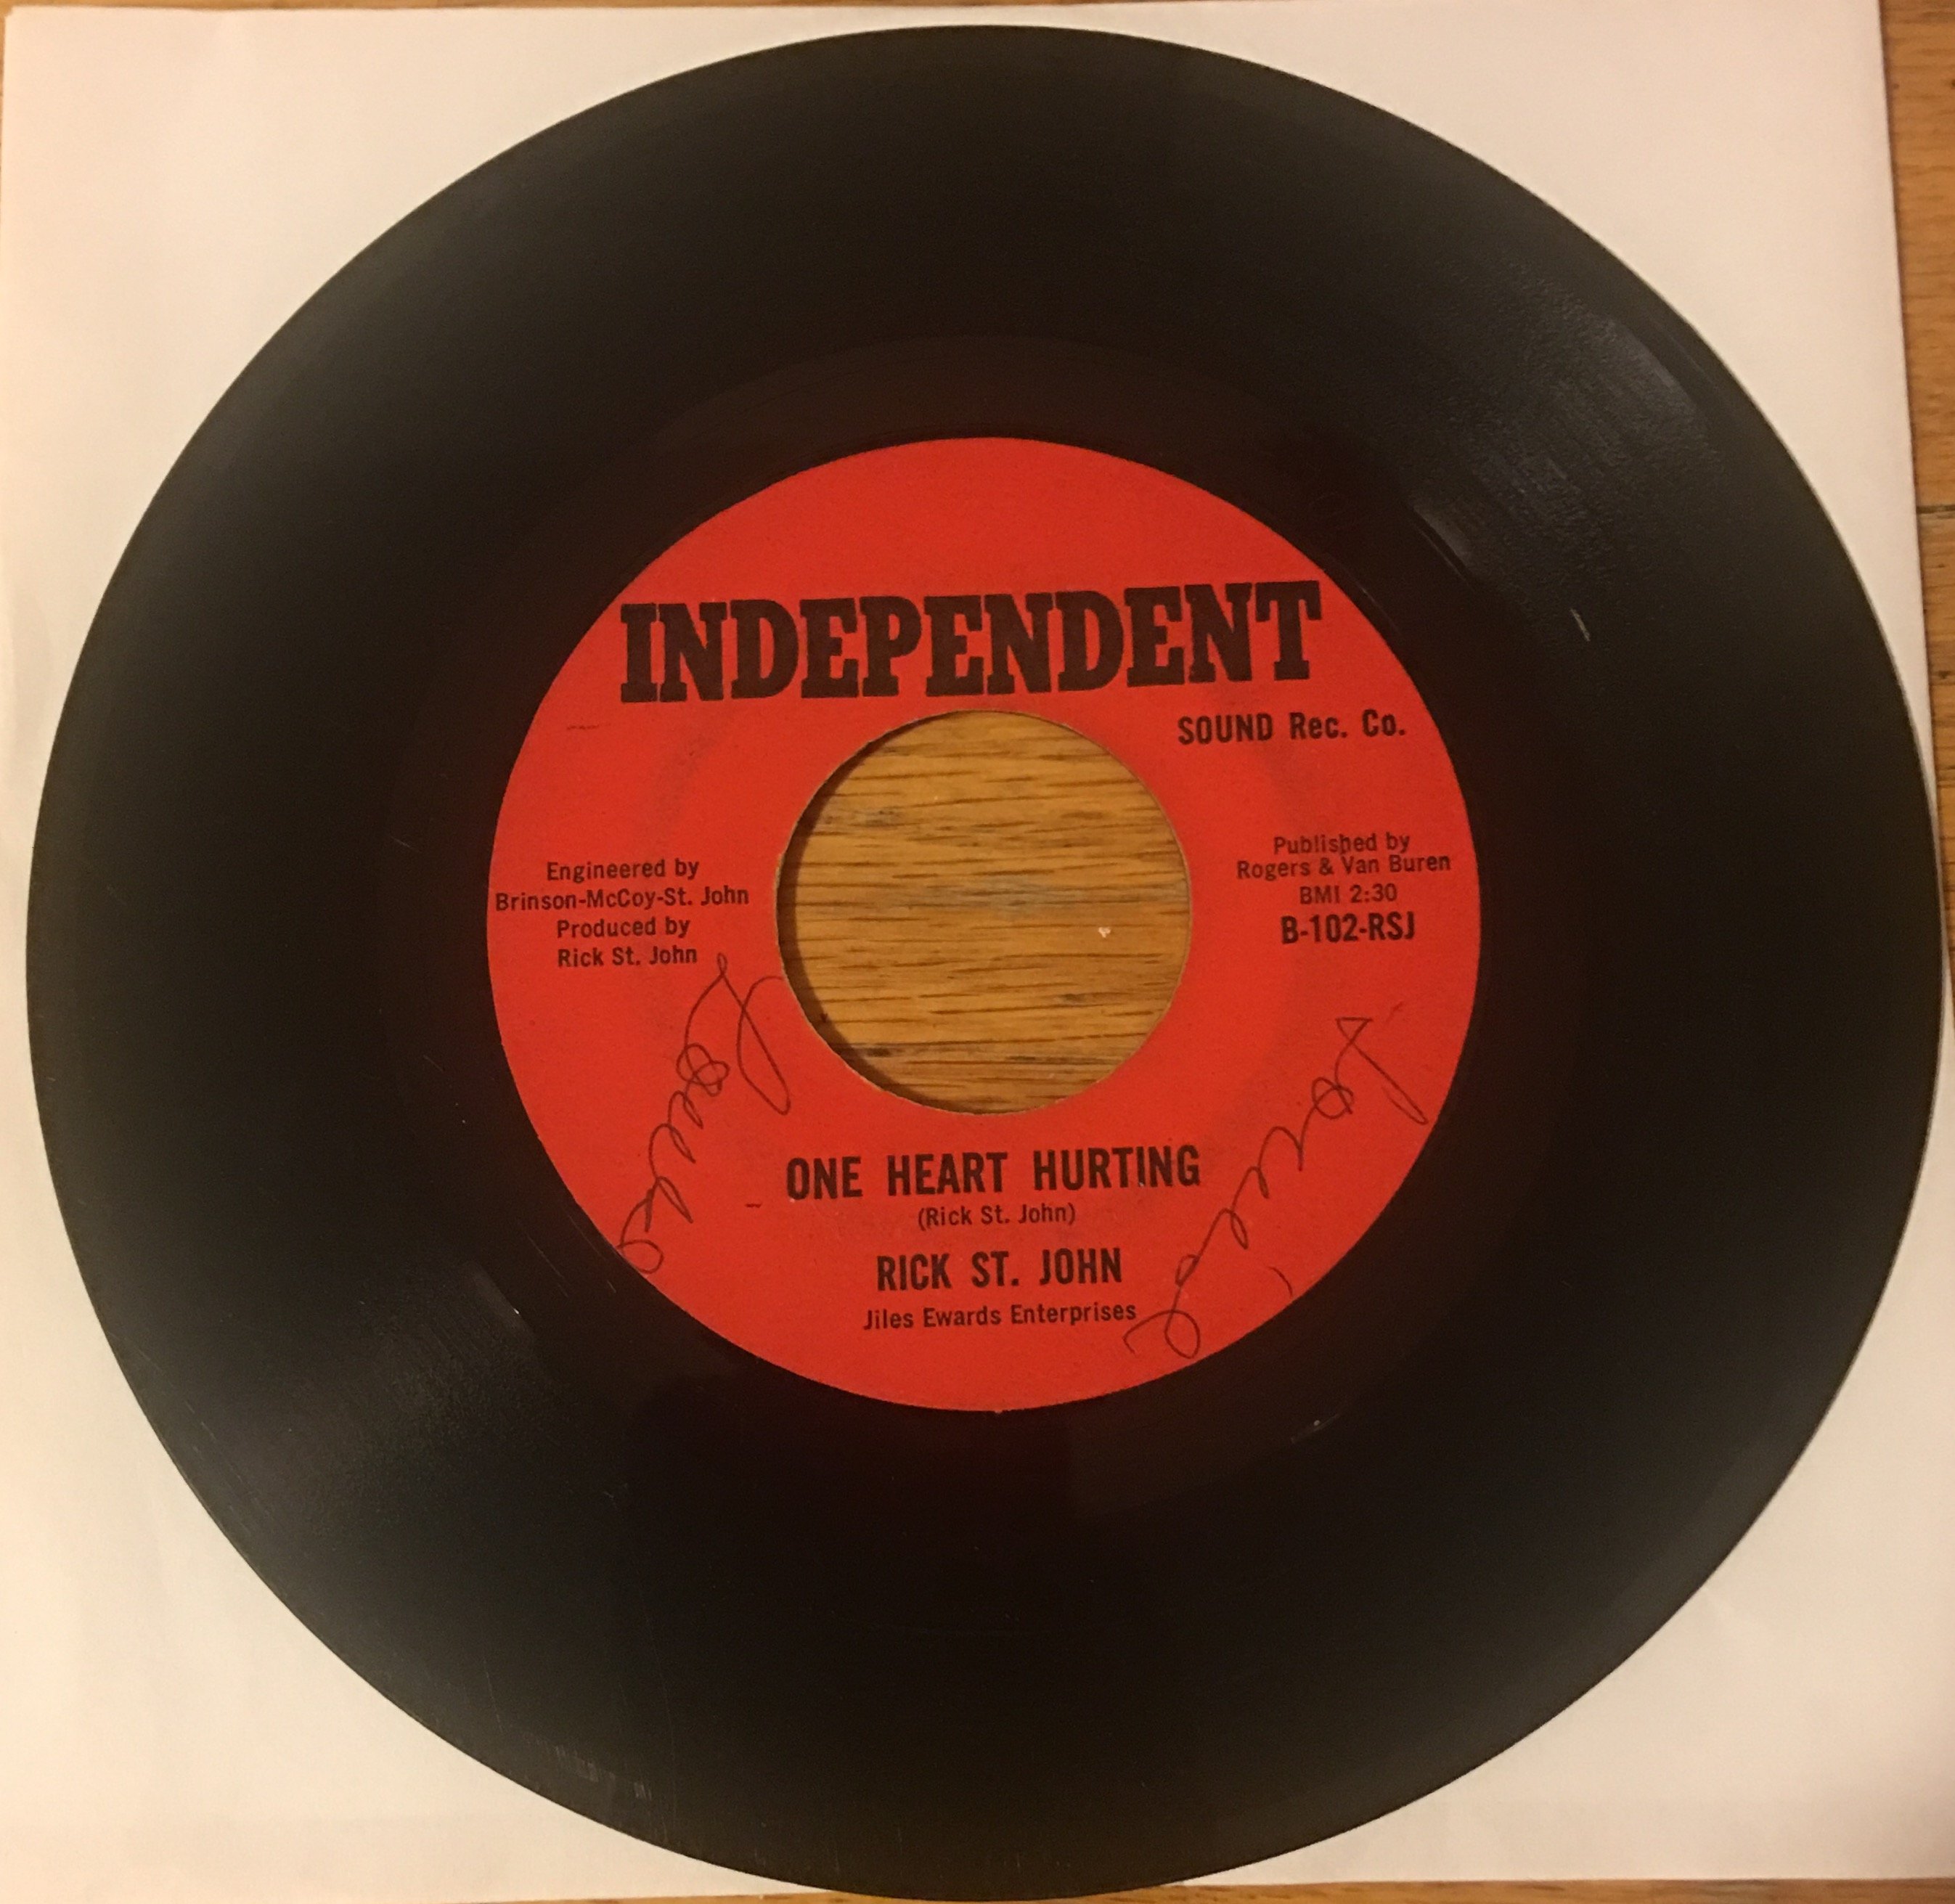 INDEPENDENT
SOUND Rec. Co.
Engineered by
Brinson-McCoy-St. John
Produced by
Rick St. John
Published by
Rogers & Van Buren
BMI 2:30
B-102-RSJ
ONE HEART HURTING
(Rick St. John)
RICK ST. JOHN
Jiles Ewards Enterprises